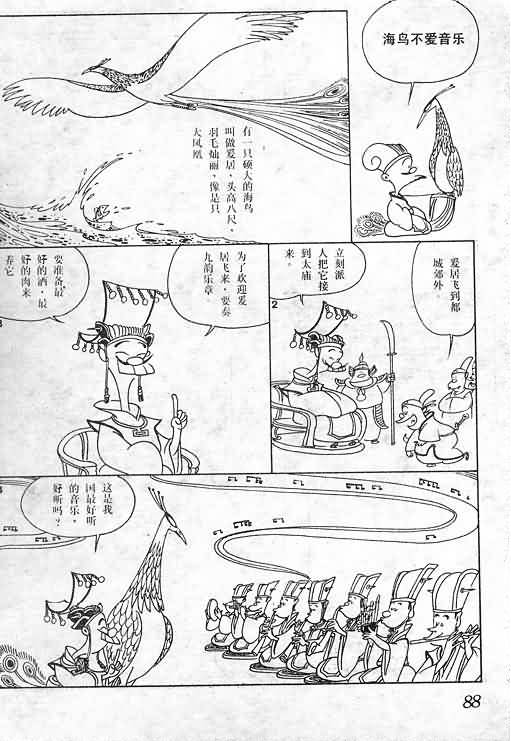 海鸟不爱音乐
有一只硕大的海鸟
叫做爰居，头高八尺，
羽毛灿丽，像是只
大凤凰
2
爰居飞到都
城郊外。
立刻派
人把它接
到太庙
来。
3
为了欢迎爰
居飞来，要奏
九韵乐章
要准备最
好的酒，最
好的肉来
养它
这是我
国最好听
的音乐，
好听吗？
88